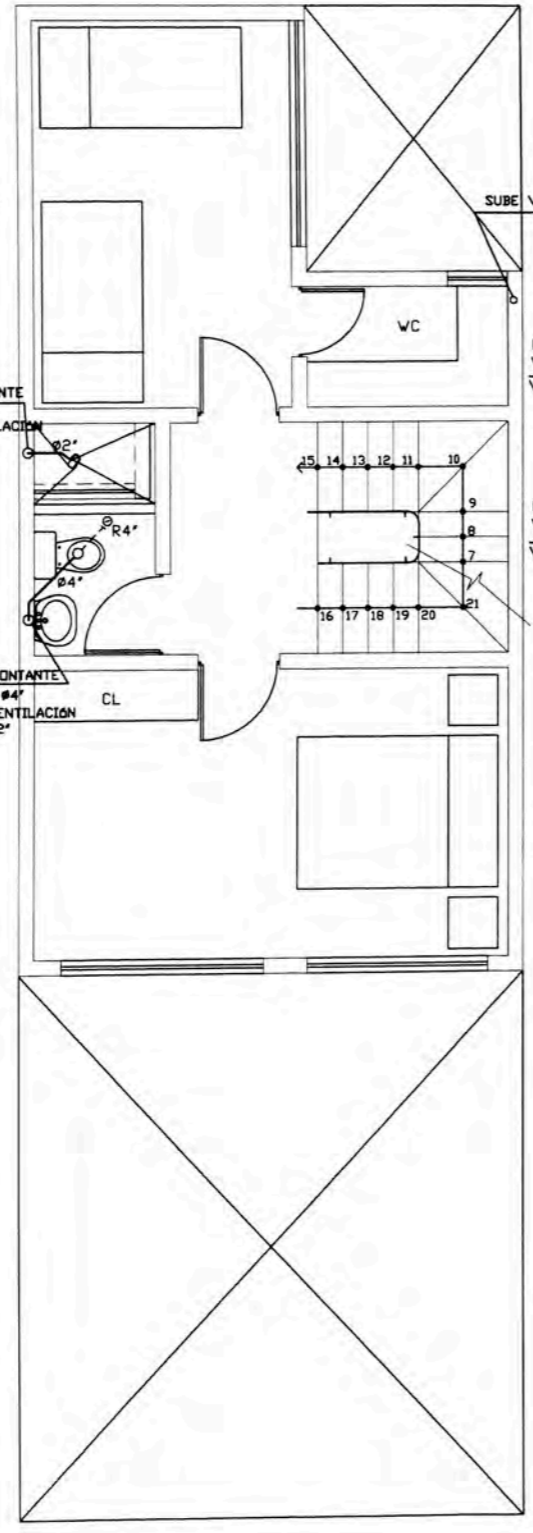 SUBE V
WC
NTE
LACIÓN
Ø2"
15 14 13 12 11 10
9
R4"
8
Ø4"
7
16 17 18 19 20 21
ONTANTE
Ø4"
CL
ENTILACIÓN
2"